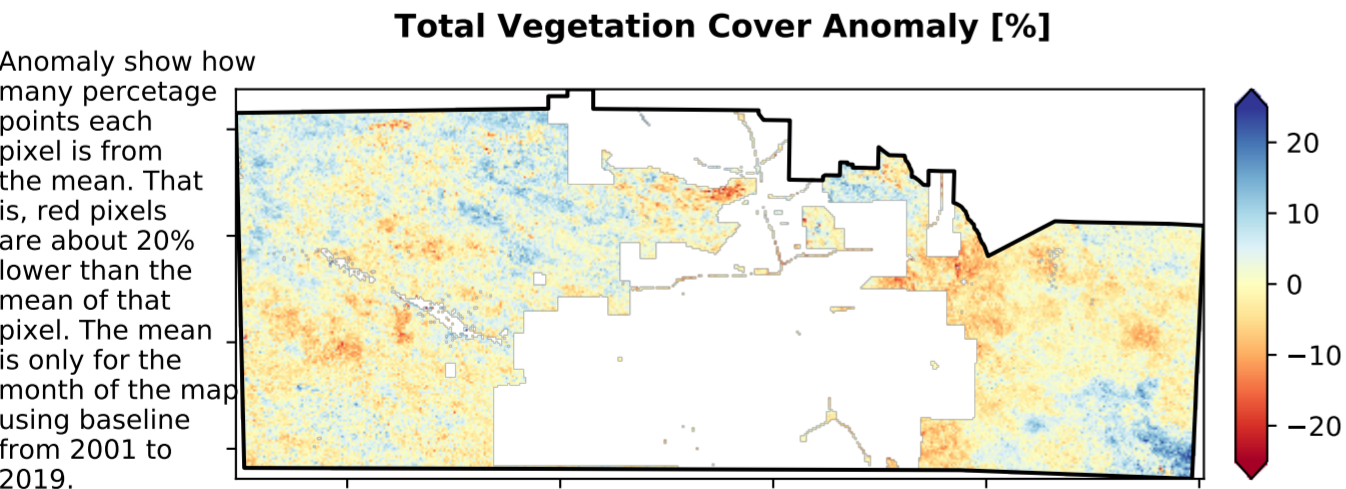 Total Vegetation Cover Anomaly [%]
Anomaly show how
many percetage
points each
pixel is from
the mean. That
is, red pixels
are about 20%
lower than the
mean of that
pixel. The mean
is only for the
month of the map
using baseline
from 2001 to
2019.
20
10
0
−10
−20